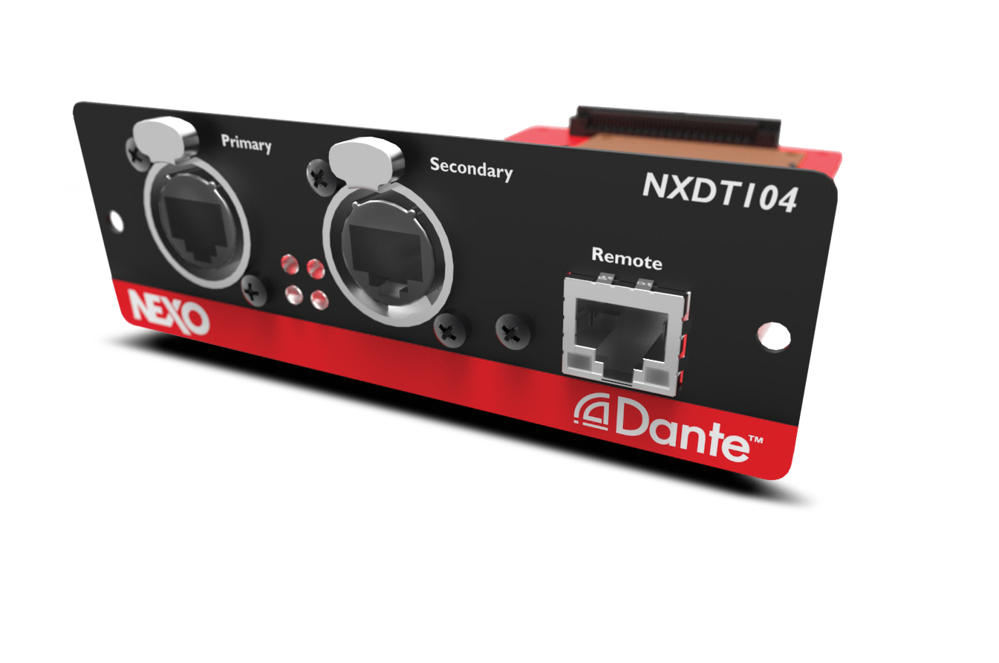 Primary
Secondary
NXDT104
Remote
NEXO
Dante™